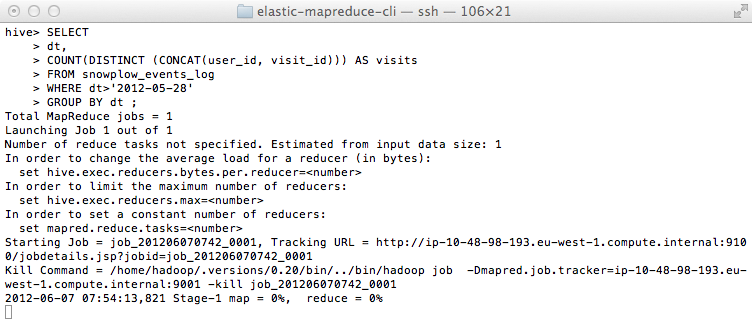 elastic-mapreduce-cli — ssh — 106×21
hive> SELECT
    > dt,
    > COUNT(DISTINCT (CONCAT(user_id, visit_id))) AS visits
    > FROM snowplow_events_log
    > WHERE dt>'2012-05-28'
    > GROUP BY dt ;
Total MapReduce jobs = 1
Launching Job 1 out of 1
Number of reduce tasks not specified. Estimated from input data size: 1
In order to change the average load for a reducer (in bytes):
  set hive.exec.reducers.bytes.per.reducer=<number>
In order to limit the maximum number of reducers:
  set hive.exec.reducers.max=<number>
In order to set a constant number of reducers:
  set mapred.reduce.tasks=<number>
Starting Job = job_201206070742_0001, Tracking URL = http://ip-10-48-98-193.eu-west-1.compute.internal:910
0/jobdetails.jsp?jobid=job_201206070742_0001
Kill Command = /home/hadoop/.versions/0.20/bin/../bin/hadoop job  -Dmapred.job.tracker=ip-10-48-98-193.eu-
west-1.compute.internal:9001 -kill job_201206070742_0001
2012-06-07 07:54:13,821 Stage-1 map = 0%,  reduce = 0%